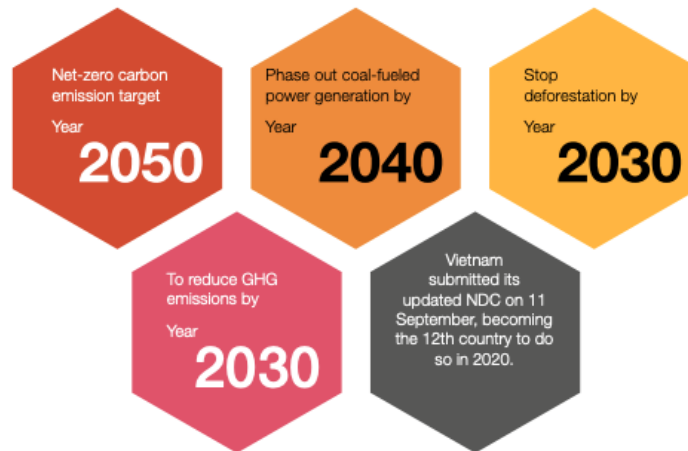 Net-zero carbon
emission target
Year
2050
Phase out coal-fueled
power generation by
Year
2040
Stop
deforestation by
Year
2030
To reduce GHG
emissions by
Year
2030
Vietnam
submitted its
updated NDC on 11
September, becoming
the 12th country to do
so in 2020.